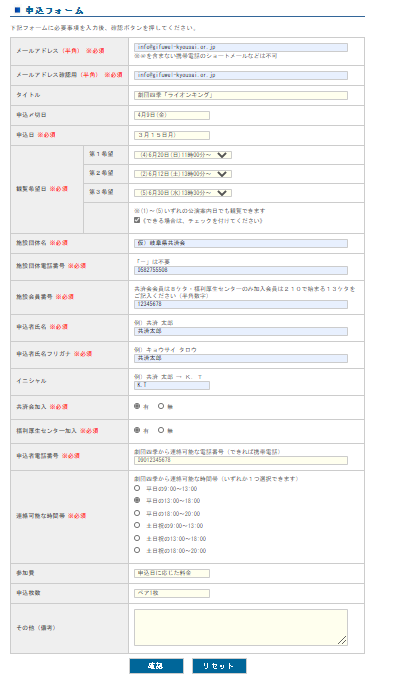 申込フォーム
下記フォームに必要事項を入力後、確認ボタンを押してください。
メールアドレス（半角） ※必須
info@gifuwel-kyousai.or.jp
※＠を含まない携帯電話のショートメールなどは不可
メールアドレス確認用（半角） ※必須
info@gifuwel-kyousai.or.jp
タイトル
劇団四季「ライオンキング」
申込〆切日
4月9日(金)
申込日 ※必須
３月１５日月)
観覧希望日 ※必須
第１希望
(4)6月20日(日)11時00分～
第２希望
(2)6月12日(土)13時00分～
第３希望
(5)6月30日(水)13時30分～
※(1)～(5)いずれの公演案内日でも観覧できます
(できる場合は、チェックを付けてください)
施設団体名 ※必須
仮）岐阜県共済会
施設団体電話番号 ※必須
「－」は不要
0582755508
施設会員番号 ※必須
共済会会員は８ケタ・福利厚生センターのみ加入会員は２１０で始まる１３ケタを
ご記入ください（半角数字）
12345678
申込者氏名 ※必須
例）共済 太郎
共済太郎
申込者氏名フリガナ ※必須
例）キョウサイ タロウ
共済太郎
イニシャル
例）共済 太郎 → Ｋ．Ｔ
K.T
共済会加入 ※必須
有 無
福利厚生センター加入 ※必須
有 無
申込者電話番号 ※必須
劇団四季から連絡可能な電話番号（できれば携帯電話）
09012345678
連絡可能な時間帯 ※必須
劇団四季から連絡可能な時間帯（いずれか１つ選択できます）
平日の9:00～13:00
平日の13:00～18:00
平日の18:00～20:00
土日祝の9:00～13:00
土日祝の13:00～18:00
土日祝の18:00～20:00
参加費
申込日に応じた料金
申込枚数
ペア1枚
その他（備考）
確認 リセット